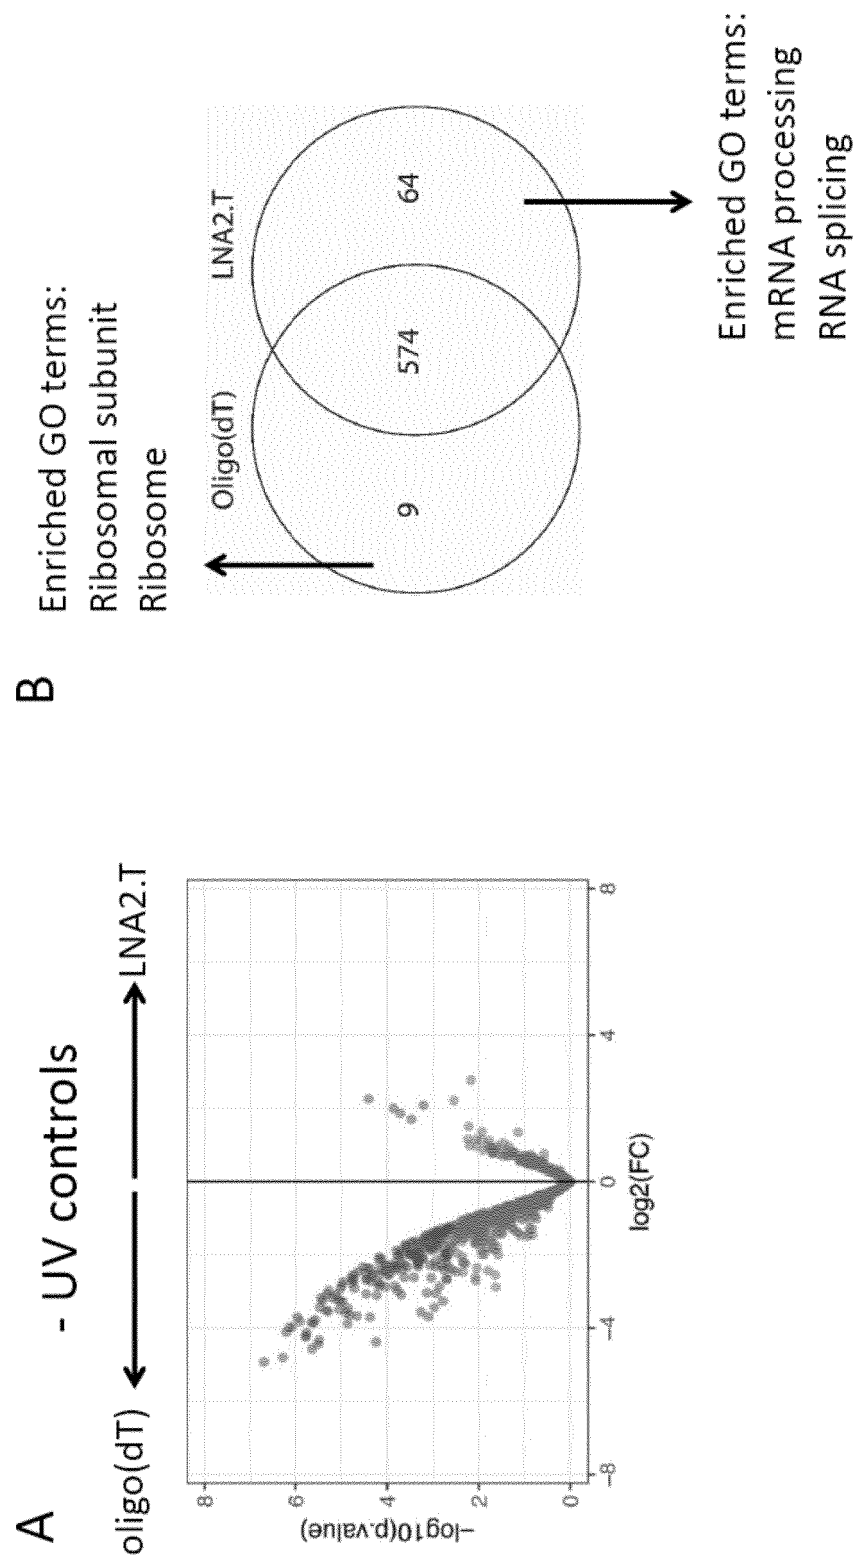 A
- UV controls
oligo(dT)
LNA2.T
8
6
4
2
0
−log10(p.value)
-8
-4
0
4
8
log2(FC)
B
Enriched GO terms:
Ribosomal subunit
Ribosome
Oligo(dT)
LNA2.T
9
574
64
Enriched GO terms:
mRNA processing
RNA splicing